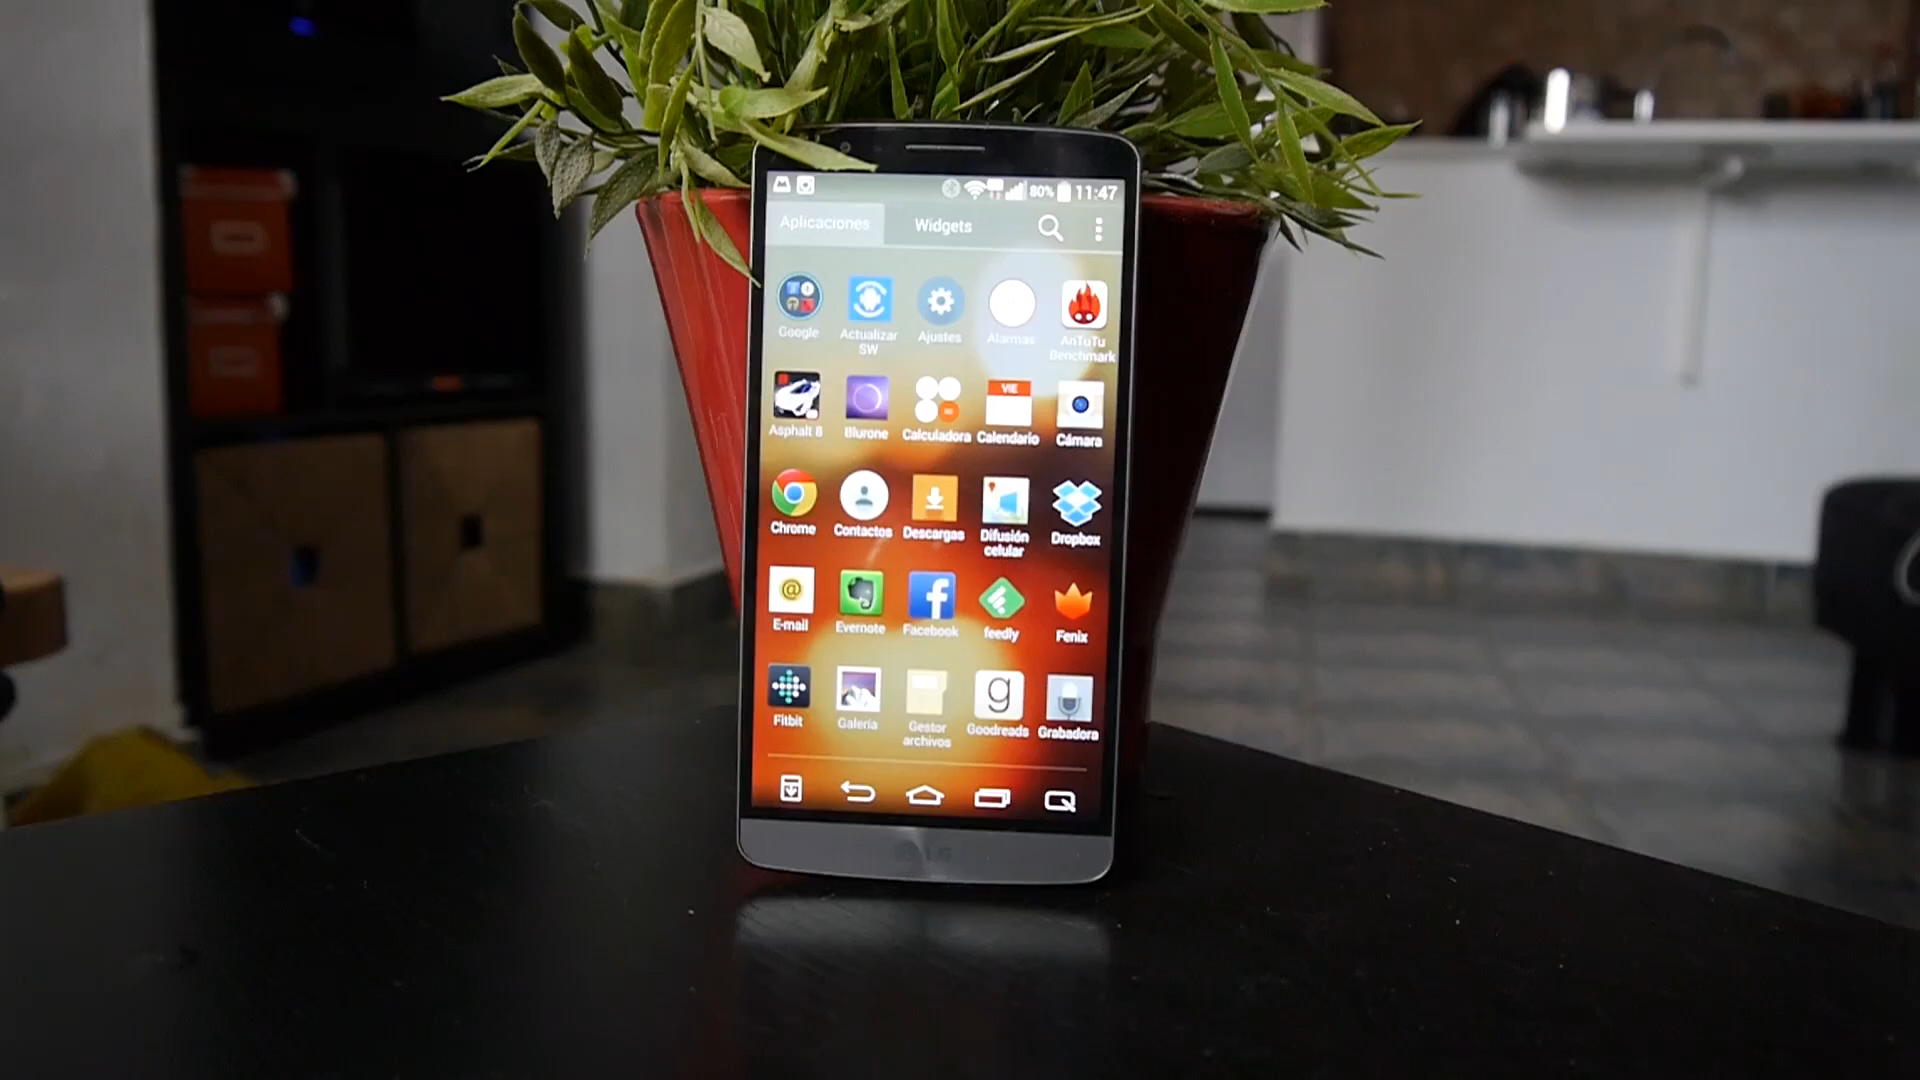 80% 11:47
Aplicaciones Widgets
Google Actualizar SW Ajustes Alarmas AnTuTu Benchmark
Asphalt 8 Blurone Calculadora VIE Calendario Cámara
Chrome Contactos Descargas Difusión celular Dropbox
E-mail Evernote Facebook feedly Fenix
Fitbit Galería Gestor archivos Goodreads Grabadora
LG